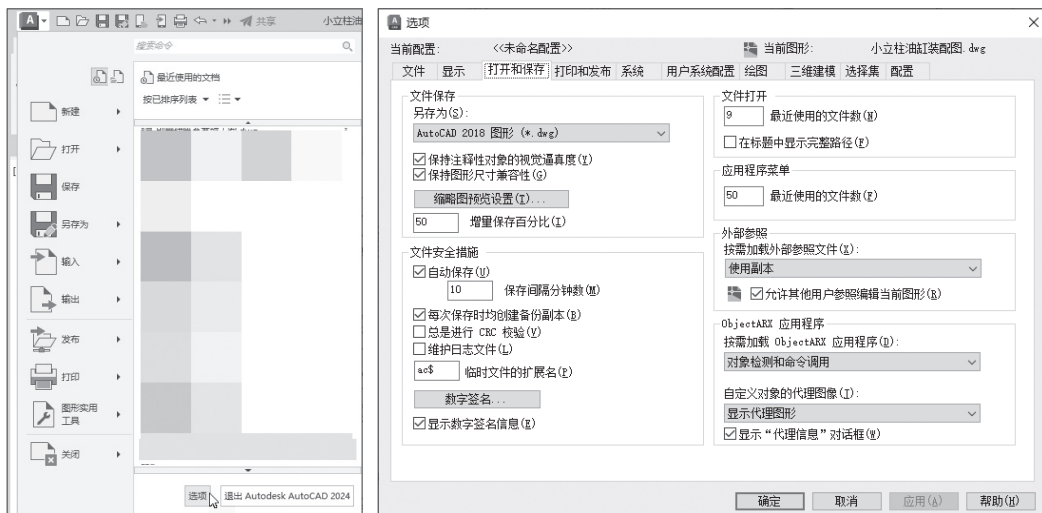 A
共享
小立柱油
搜索命令
最近使用的文档
按已排序列表
新建
打开
保存
另存为
输入
输出
发布
打印
图形实用
工具
关闭
选项
退出 Autodesk AutoCAD 2024
选项
当前配置:
<<未命名配置>>
当前图形:
小立柱油缸装配图.dwg
文件
显示
打开和保存
打印和发布
系统
用户系统配置
绘图
三维建模
选择集
配置
文件保存
另存为(S):
AutoCAD 2018 图形 (*.dwg)
保持注释性对象的视觉逼真度(Y)
保持图形尺寸兼容性(G)
缩略图预览设置(T)...
50 增量保存百分比(I)
文件安全措施
自动保存(U)
10 保存间隔分钟数(M)
每次保存时均创建备份副本(B)
总是进行 CRC 校验(V)
维护日志文件(L)
ac$ 临时文件的扩展名(P)
数字签名...
显示数字签名信息(E)
文件打开
9 最近使用的文件数(N)
在标题中显示完整路径(F)
应用程序菜单
50 最近使用的文件数(F)
外部参照
按需加载外部参照文件(X):
使用副本
允许其他用户参照编辑当前图形(R)
ObjectARX 应用程序
按需加载 ObjectARX 应用程序(D):
对象检测和命令调用
自定义对象的代理图像(I):
显示代理图形
显示“代理信息”对话框(W)
确定
取消
应用(A)
帮助(H)